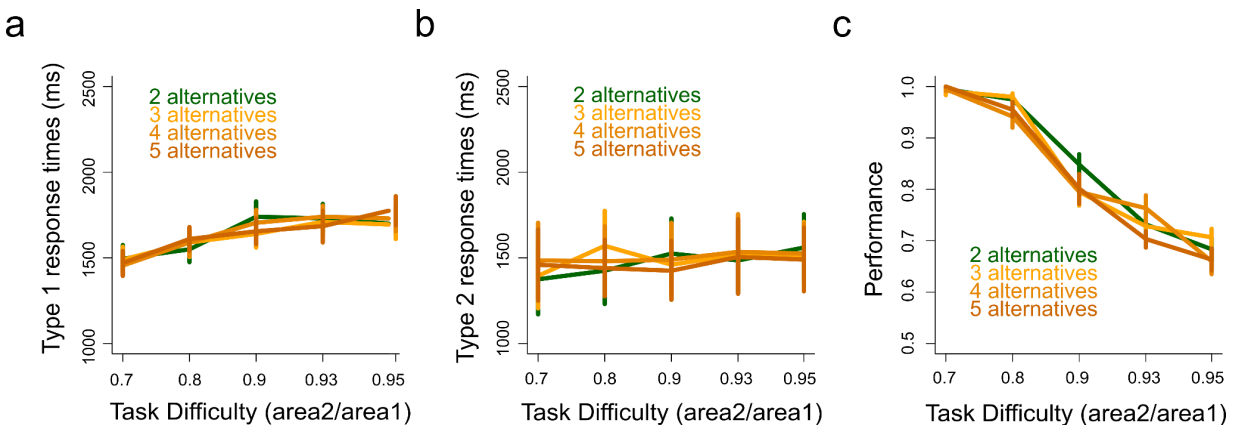 a
Type 1 response times (ms)
2500
2000
1500
1000
2 alternatives
3 alternatives
4 alternatives
5 alternatives
0.7 0.8 0.9 0.93 0.95
Task Difficulty (area2/area1)
b
Type 2 response times (ms)
2500
2000
1500
1000
2 alternatives
3 alternatives
4 alternatives
5 alternatives
0.7 0.8 0.9 0.93 0.95
Task Difficulty (area2/area1)
c
Performance
1.0
0.9
0.8
0.7
0.6
0.5
2 alternatives
3 alternatives
4 alternatives
5 alternatives
0.7 0.8 0.9 0.93 0.95
Task Difficulty (area2/area1)